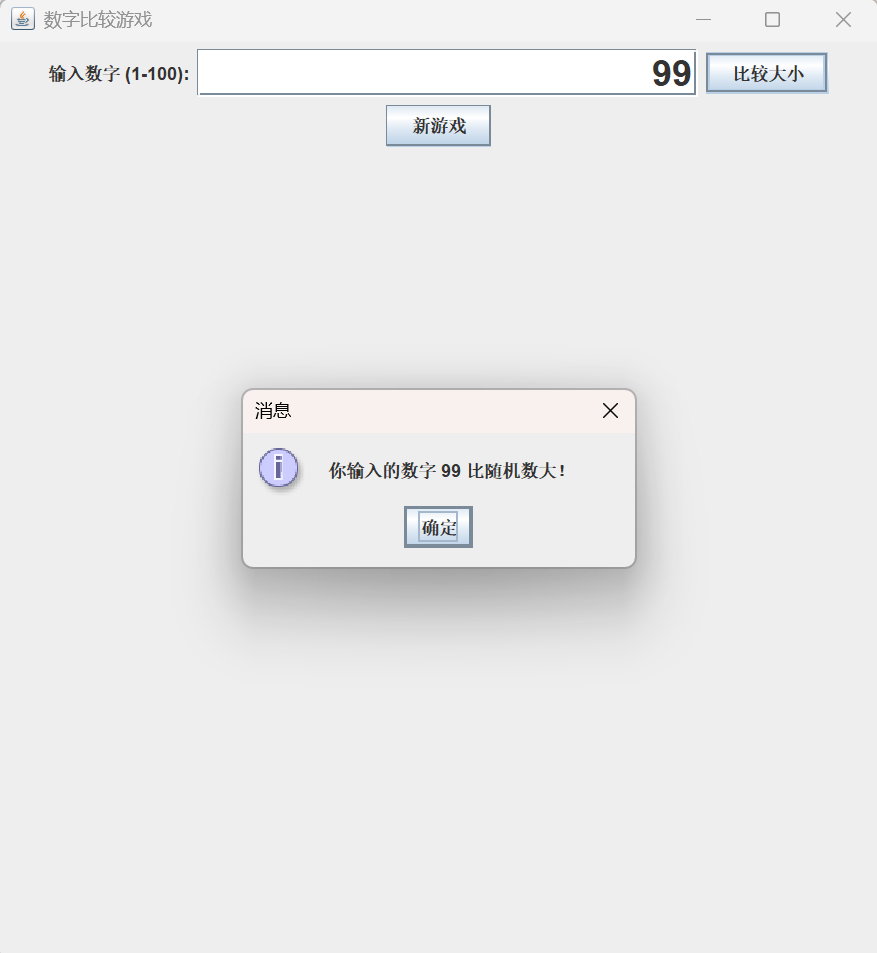 数字比较游戏
输入数字 (1-100):
99
比较大小
新游戏
消息
你输入的数字 99 比随机数大！
确定